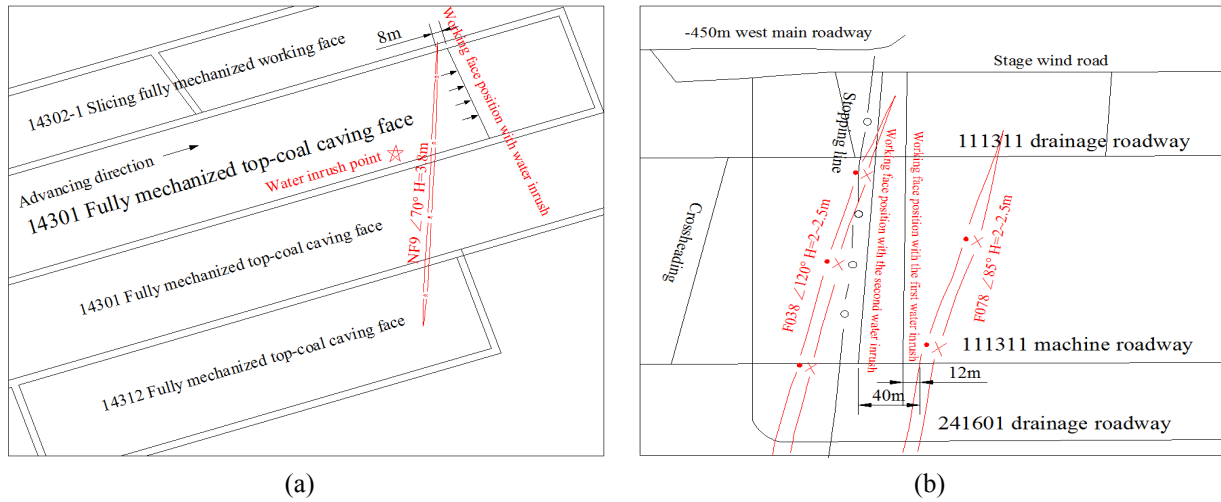 8m
Working face position with water inrush
14302-1 Slicing fully mechanized working face
Advancing direction
14301 Fully mechanized top-coal caving face
Water inrush point
NF9 ∠70° H=3.8m
14301 Fully mechanized top-coal caving face
14312 Fully mechanized top-coal caving face
(a)
-450m west main roadway
Stage wind road
Stopping line
111311 drainage roadway
Crossheading
F038 ∠120° H=2~2.5m
Working face position with the second water inrush
Working face position with the first water inrush
F078 ∠85° H=2~2.5m
111311 machine roadway
12m
40m
241601 drainage roadway
(b)